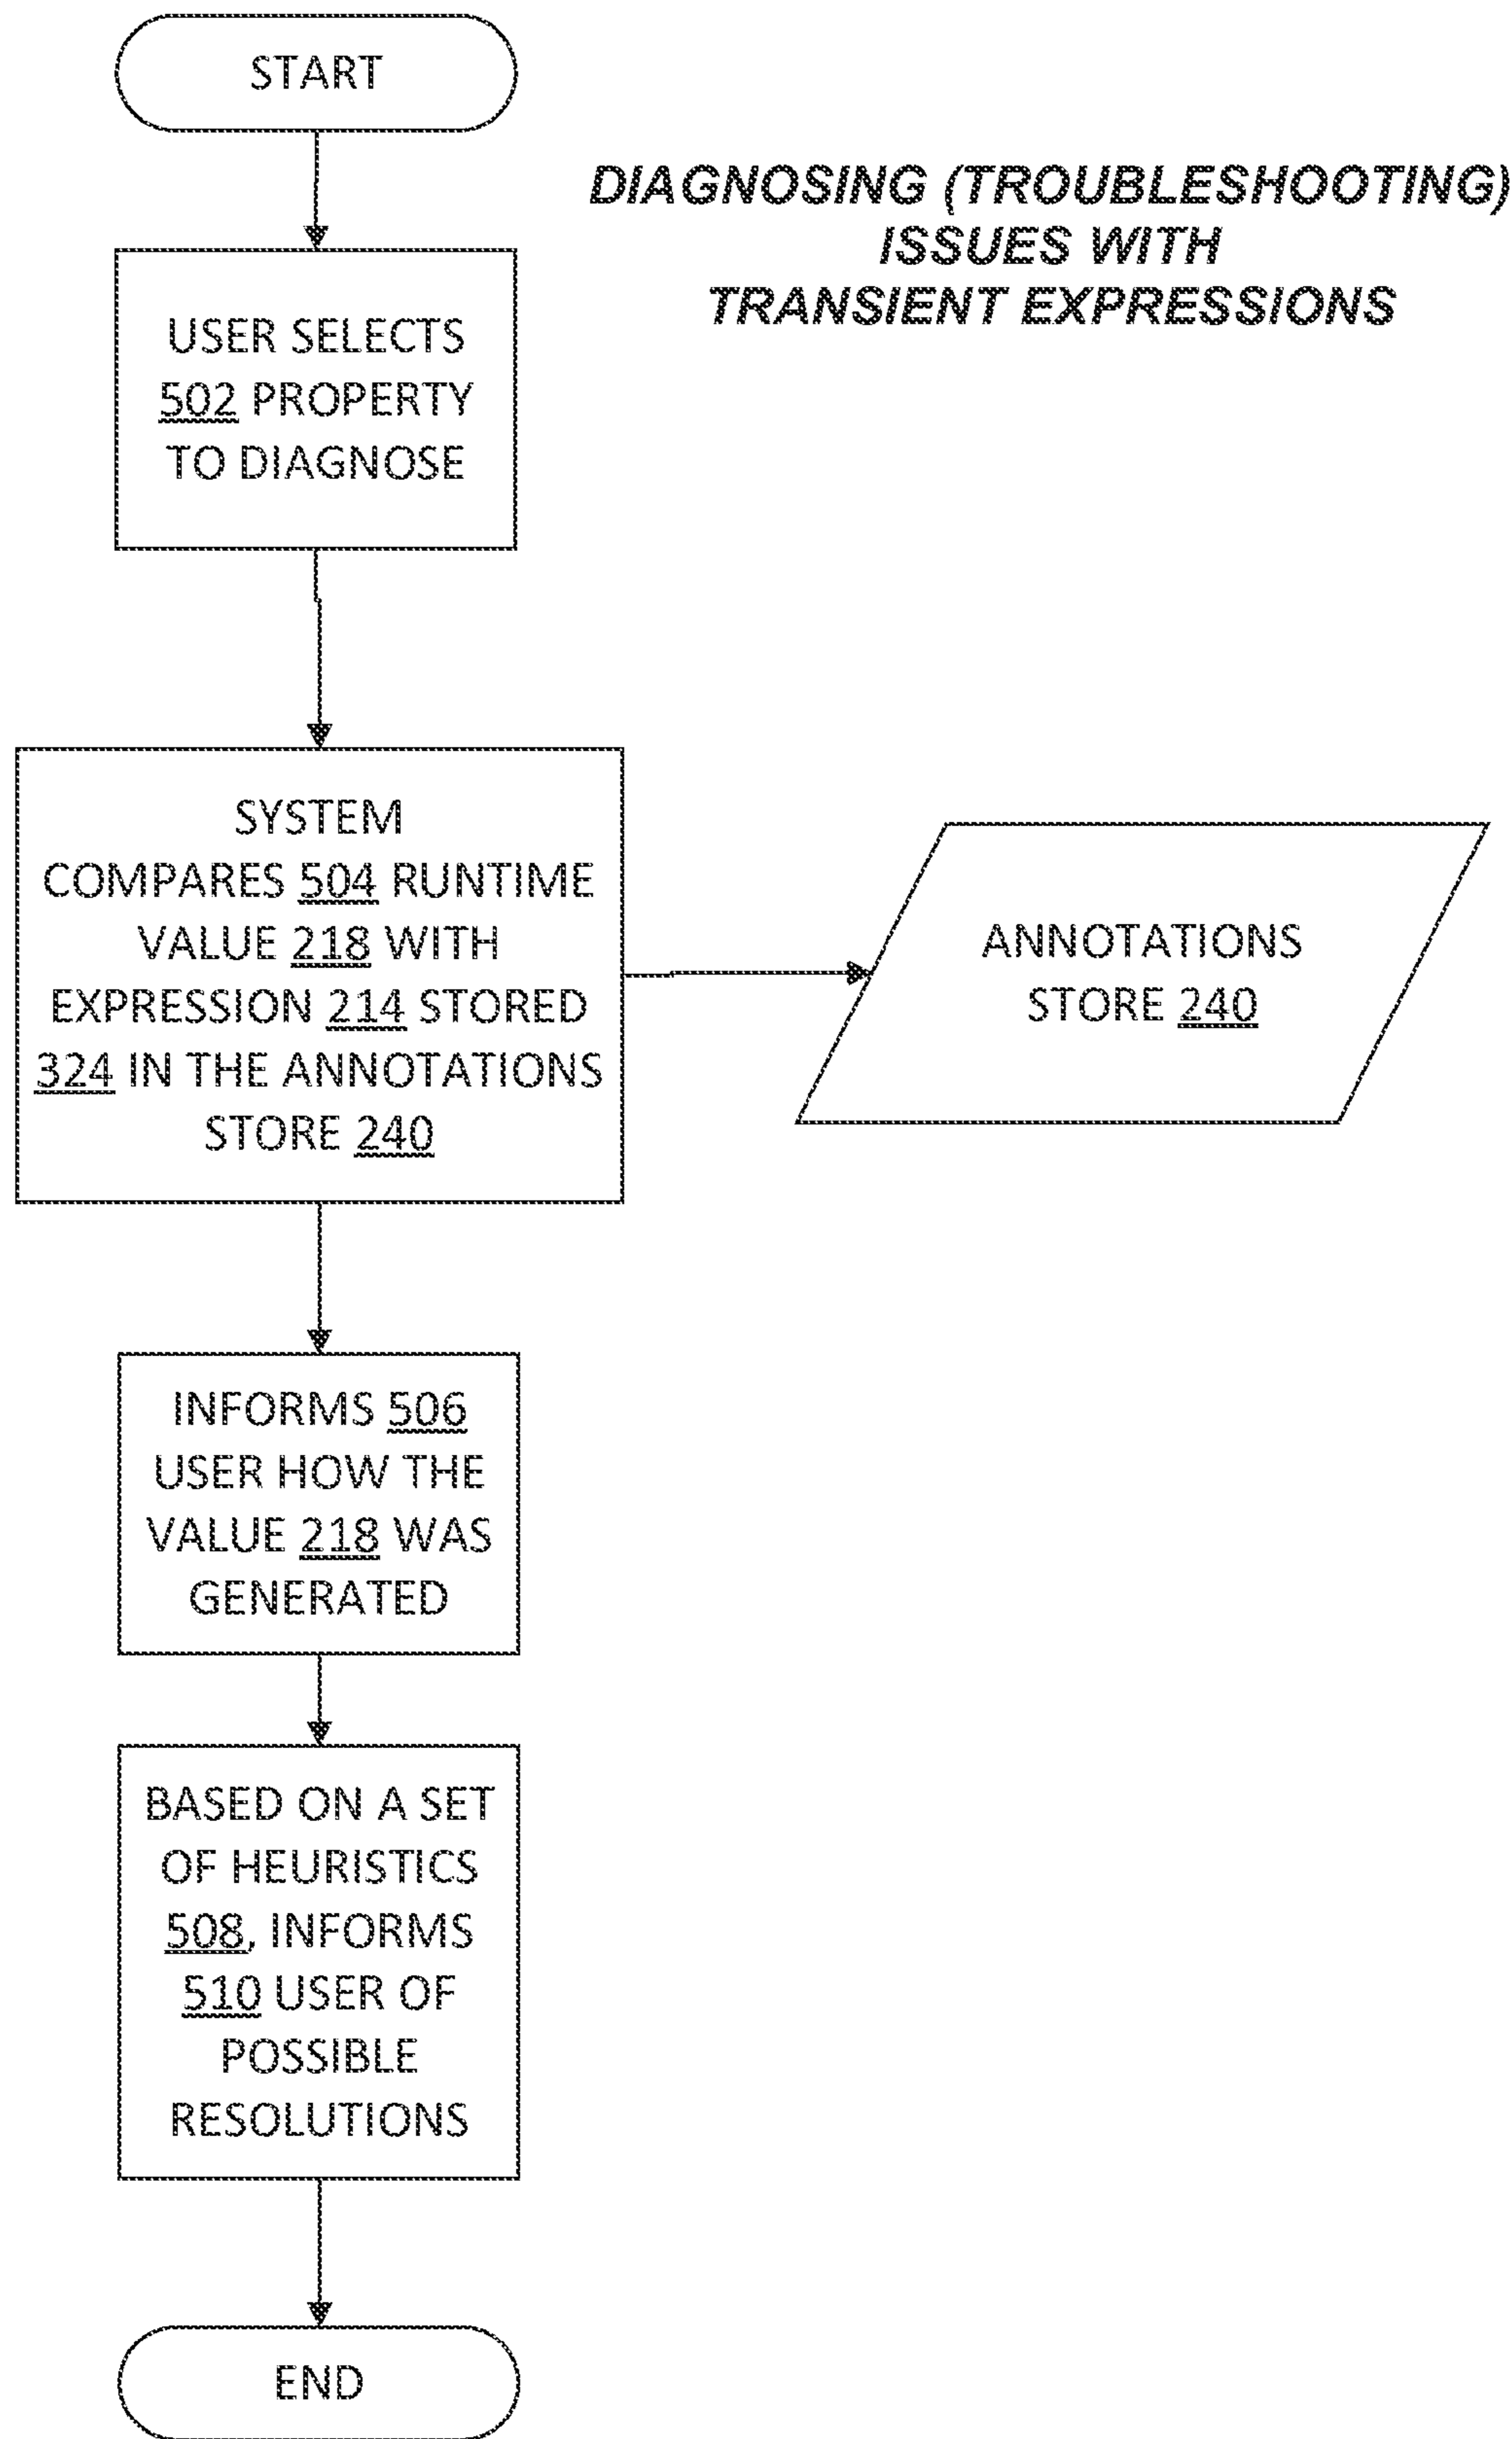 START
DIAGNOSING (TROUBLESHOOTING)
ISSUES WITH
TRANSIENT EXPRESSIONS
USER SELECTS
502 PROPERTY
TO DIAGNOSE
SYSTEM
COMPARES 504 RUNTIME
VALUE 218 WITH
EXPRESSION 214 STORED
324 IN THE ANNOTATIONS
STORE 240
ANNOTATIONS
STORE 240
INFORMS 506
USER HOW THE
VALUE 218 WAS
GENERATED
BASED ON A SET
OF HEURISTICS
508, INFORMS
510 USER OF
POSSIBLE
RESOLUTIONS
END